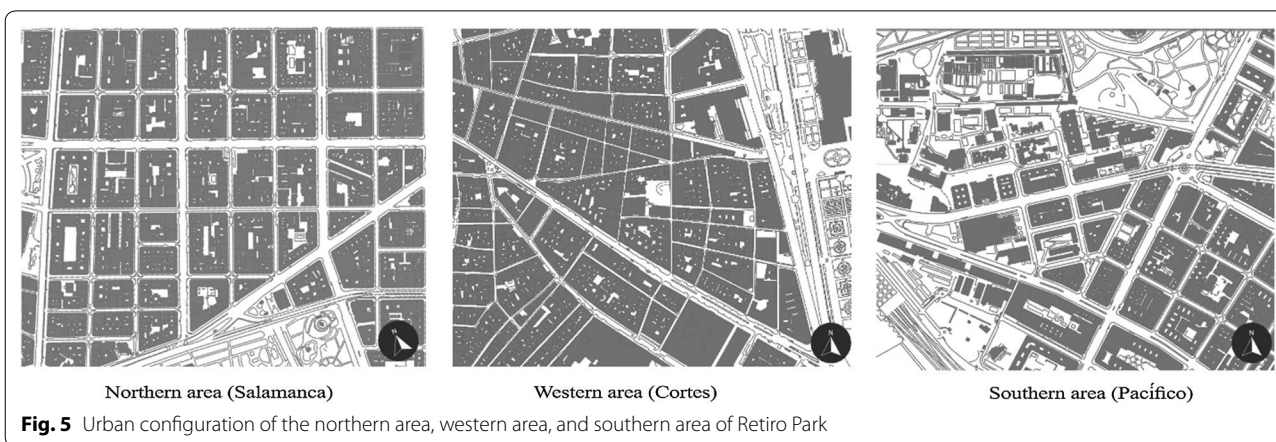 N
N
N
Northern area (Salamanca)
Western area (Cortes)
Southern area (Pacífico)
Fig. 5 Urban configuration of the northern area, western area, and southern area of Retiro Park